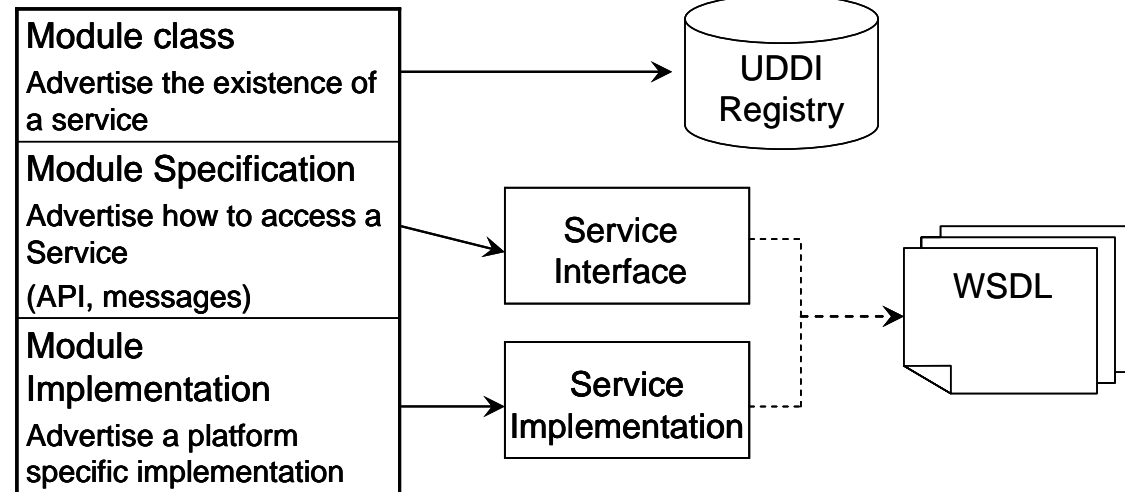 Module class
Advertise the existence of
a service
UDDI
Registry
Module Specification
Advertise how to access a
Service
(API, messages)
Service
Interface
WSDL
Module
Implementation
Advertise a platform
specific implementation
Service
Implementation